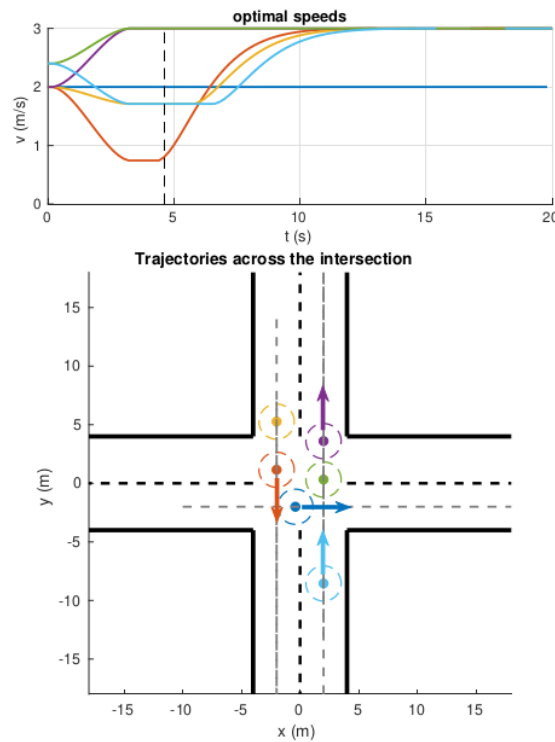 optimal speeds
3
2
1
0
v (m/s)
0 5 10 15 20
t (s)
Trajectories across the intersection
15
10
5
0
-5
-10
-15
y (m)
-15 -10 -5 0 5 10 15
x (m)